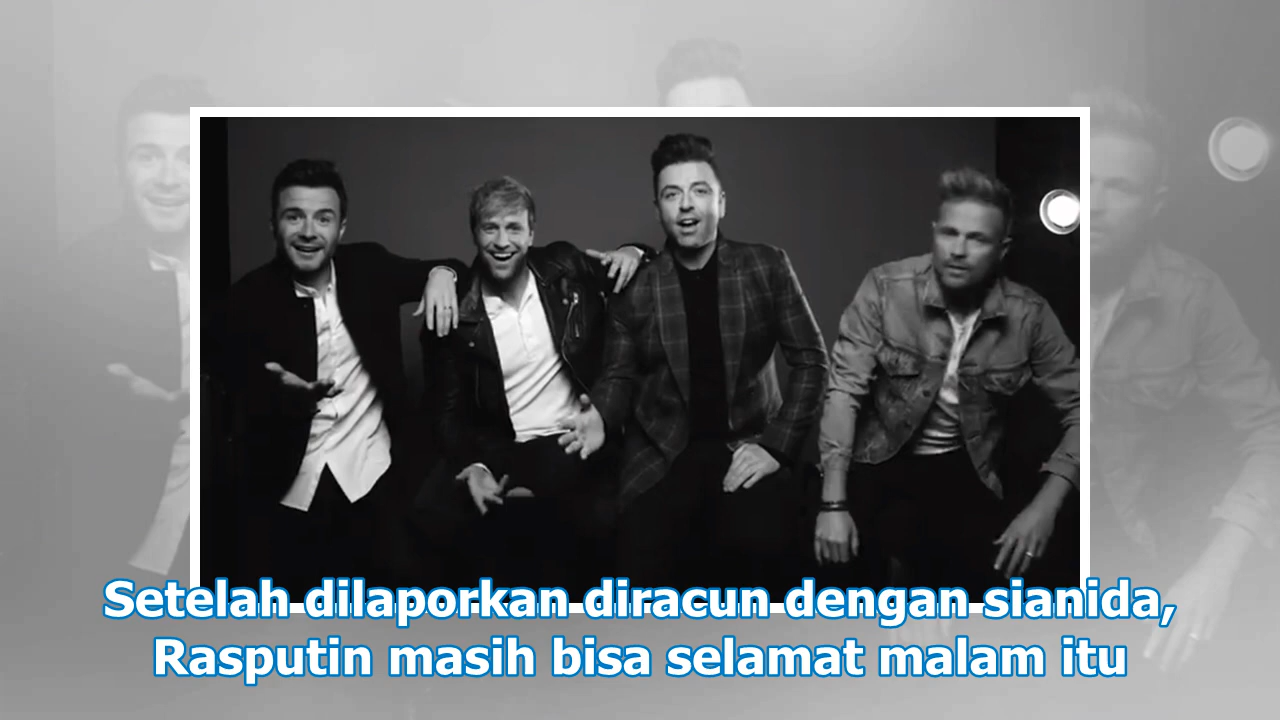 Setelah dilaporkan diracun dengan sianida,
Rasputin masih bisa selamat malam itu